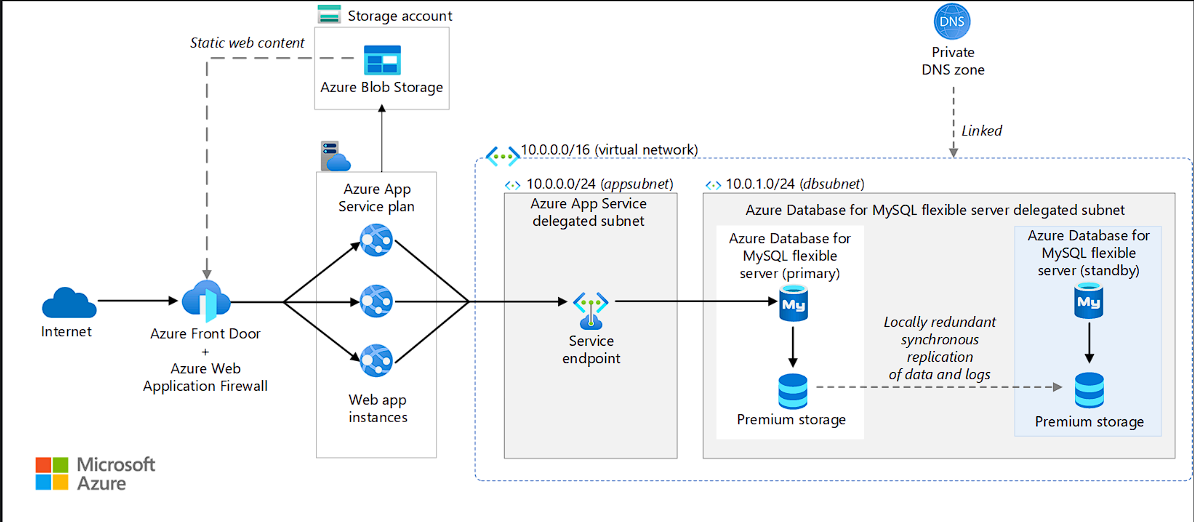 Storage account
Static web content
Azure Blob Storage
DNS
Private
DNS zone
Linked
10.0.0.0/16 (virtual network)
Azure App
Service plan
10.0.0.0/24 (appsubnet)
Azure App Service
delegated subnet
10.0.1.0/24 (dbsubnet)
Azure Database for MySQL flexible server delegated subnet
Azure Database for
MySQL flexible
server (primary)
My
Azure Database for
MySQL flexible
server (standby)
My
Internet
Azure Front Door
+
Azure Web
Application Firewall
Web app
instances
Service
endpoint
Locally redundant
synchronous
replication
of data and logs
Premium storage
Premium storage
Microsoft
Azure